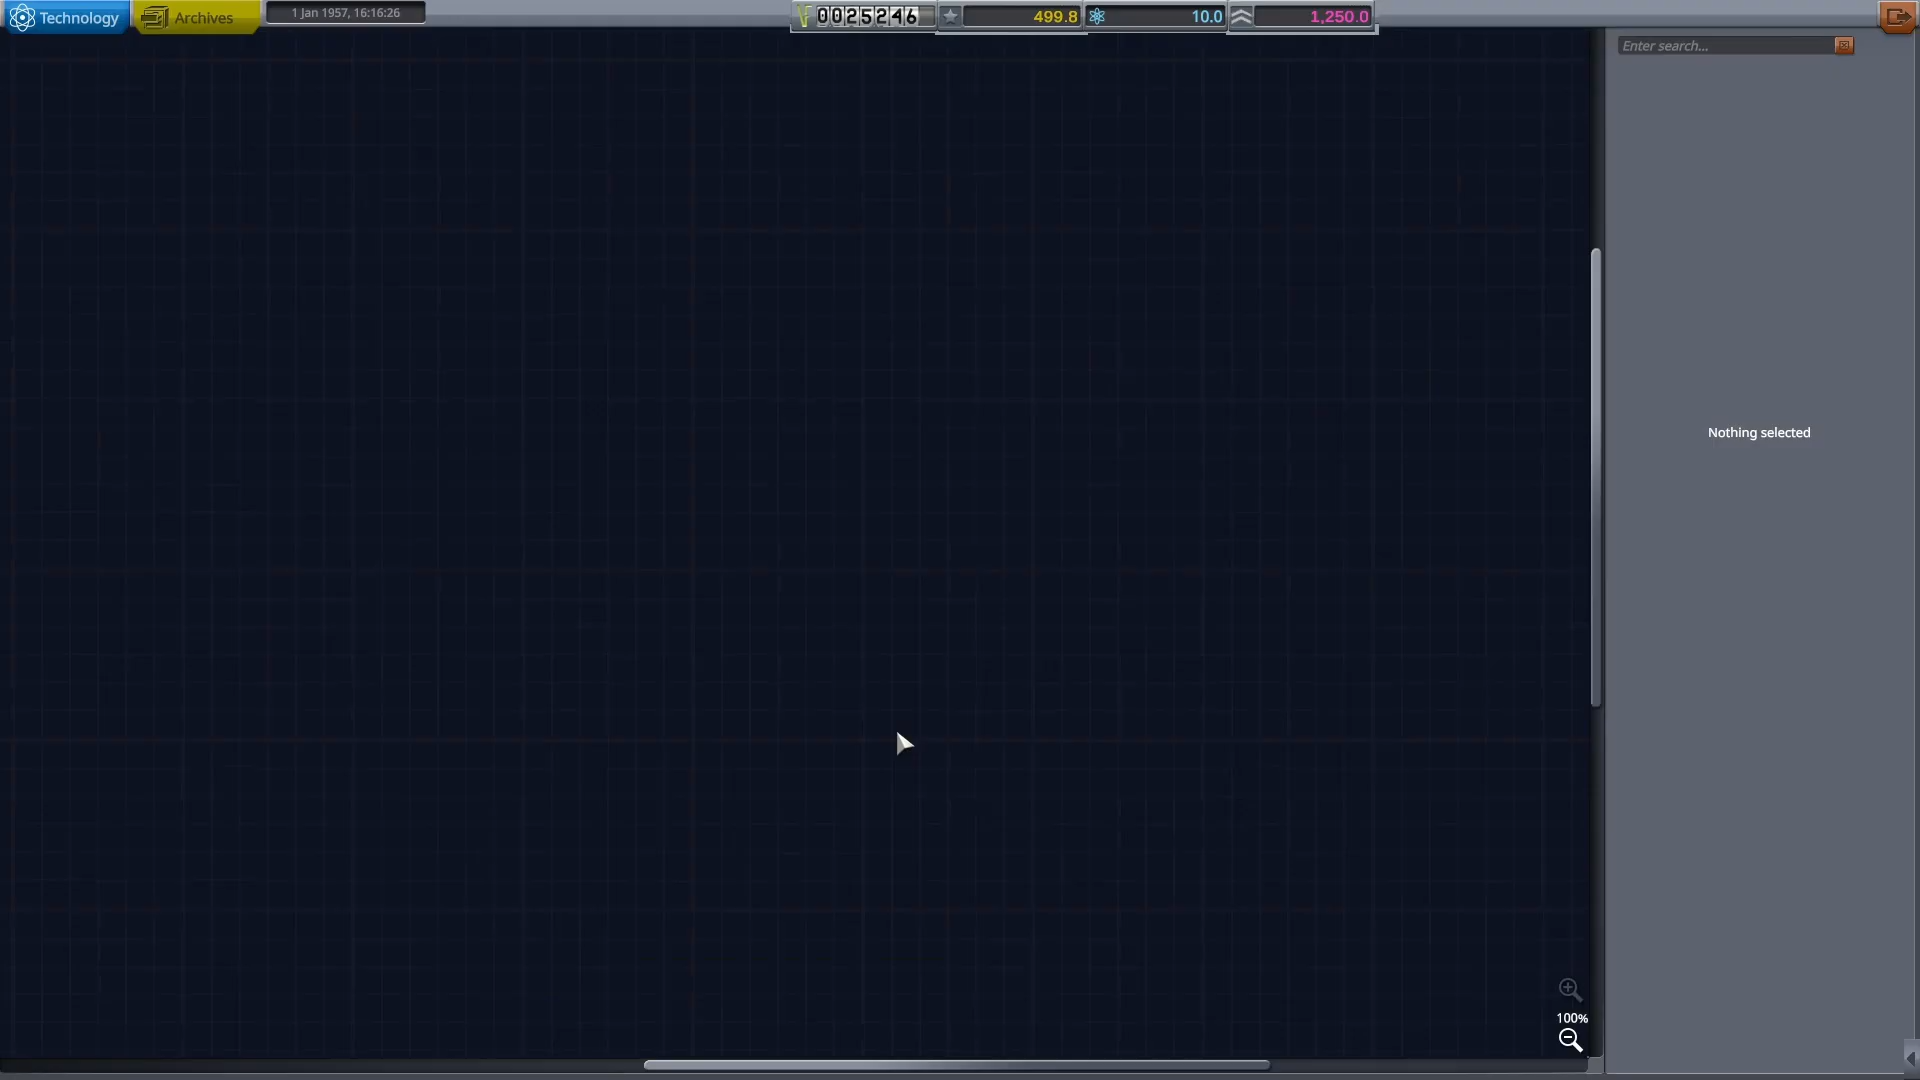 Technology
Archives
1 Jan 1957, 16:16:26
0025246
499.8
10.0
1,250.0
Enter search...
Nothing selected
100%